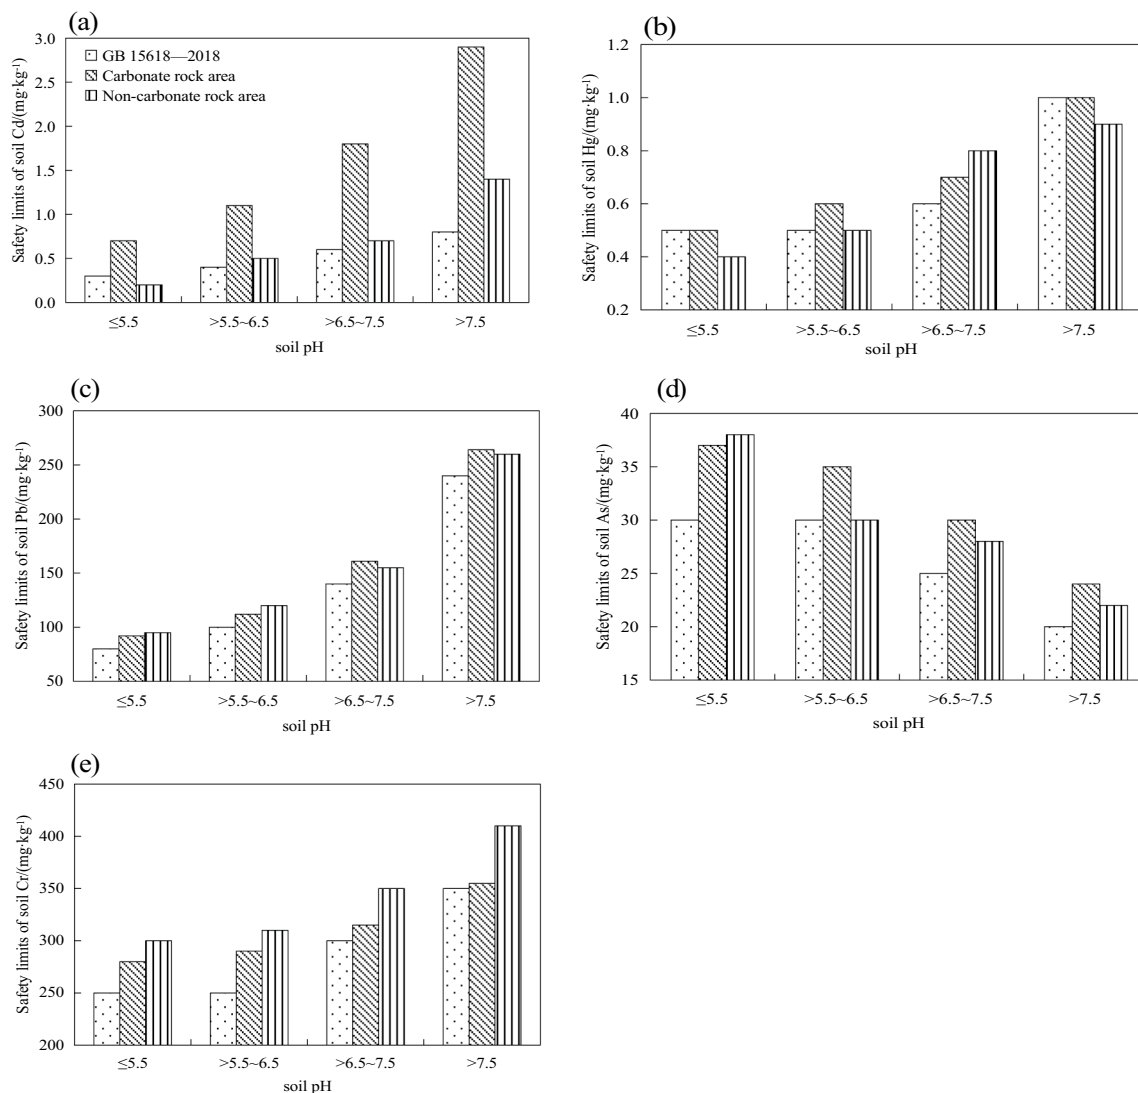 (a)
Safety limits of soil Cd/(mg·kg⁻¹)
3.0
2.5
2.0
1.5
1.0
0.5
0.0
GB 15618—2018
Carbonate rock area
Non-carbonate rock area
≤5.5 >5.5~6.5 >6.5~7.5 >7.5
soil pH
(b)
Safety limits of soil Hg/(mg·kg⁻¹)
1.2
1.0
0.8
0.6
0.4
0.2
≤5.5 >5.5~6.5 >6.5~7.5 >7.5
soil pH
(c)
Safety limits of soil Pb/(mg·kg⁻¹)
300
250
200
150
100
50
≤5.5 >5.5~6.5 >6.5~7.5 >7.5
soil pH
(d)
Safety limits of soil As/(mg·kg⁻¹)
40
35
30
25
20
15
≤5.5 >5.5~6.5 >6.5~7.5 >7.5
soil pH
(e)
Safety limits of soil Cr/(mg·kg⁻¹)
450
400
350
300
250
200
≤5.5 >5.5~6.5 >6.5~7.5 >7.5
soil pH